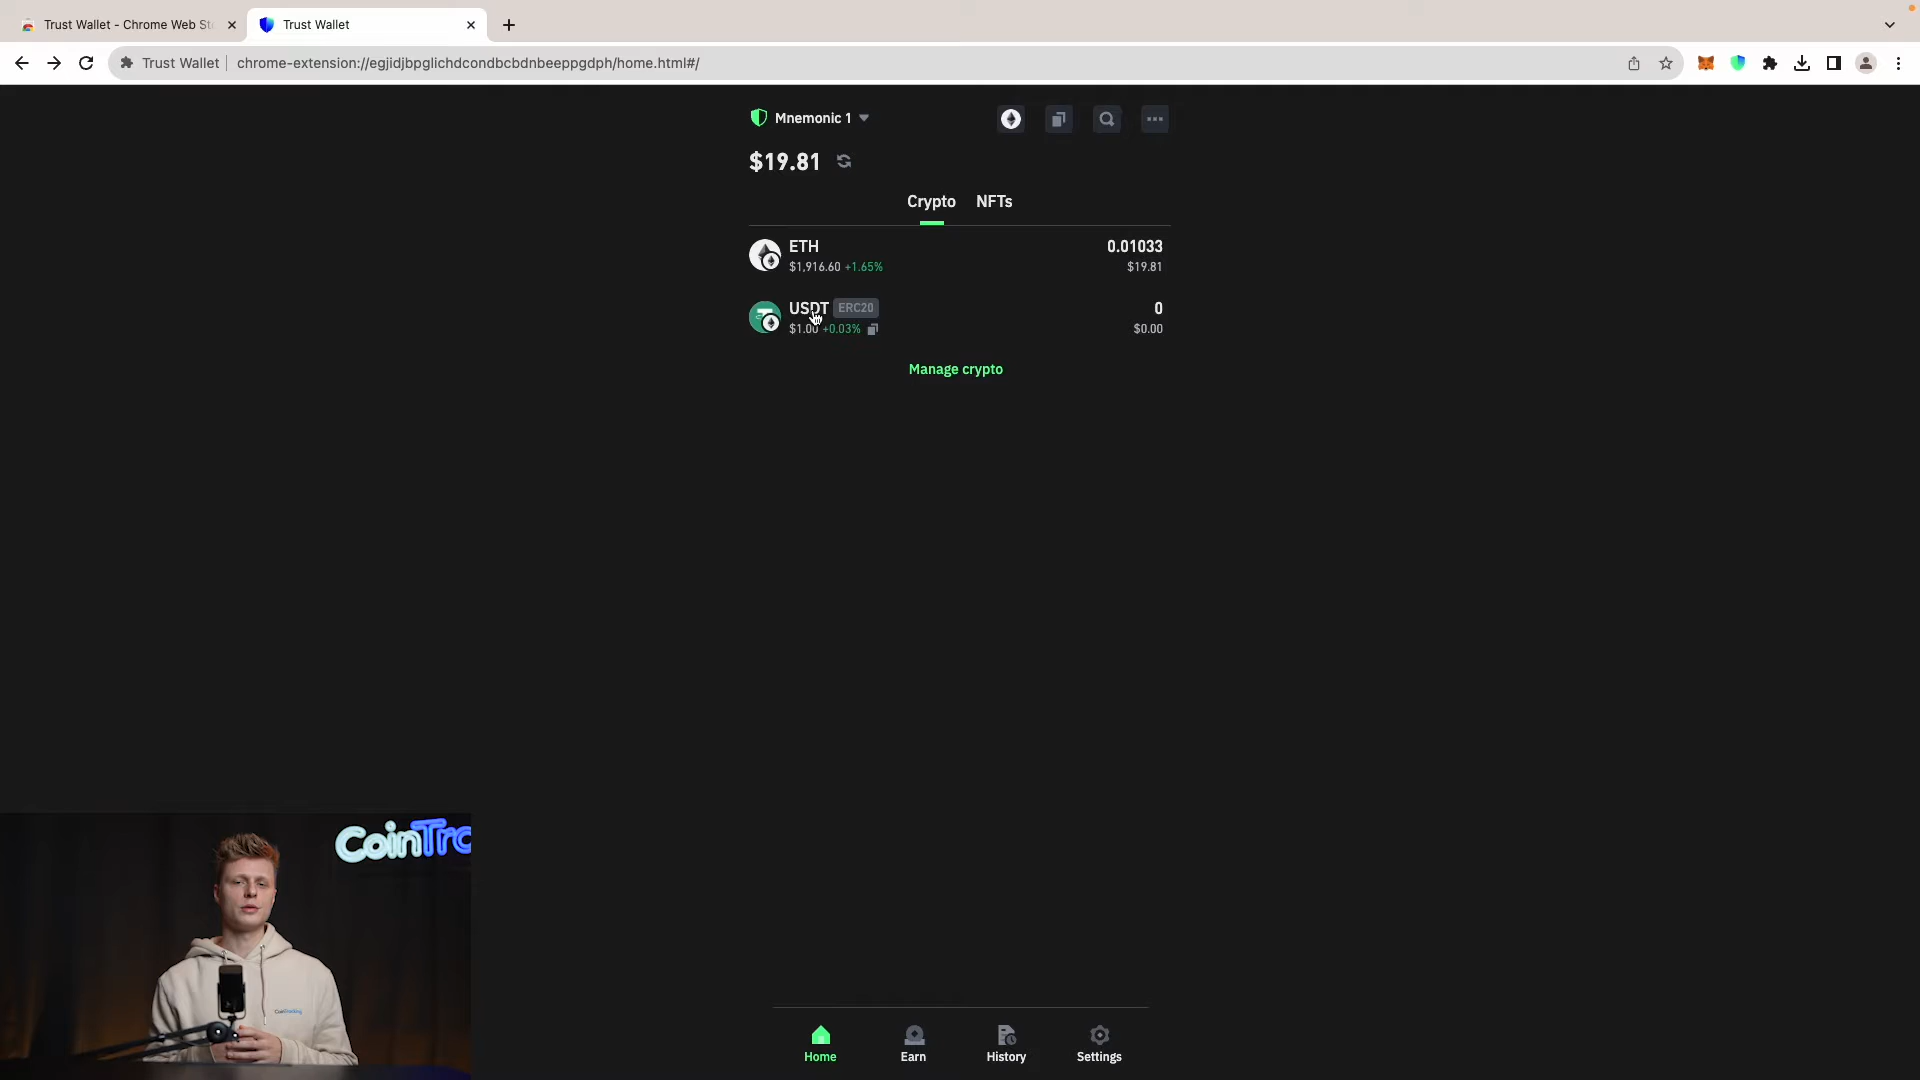 Trust Wallet - Chrome Web St
Trust Wallet
Trust Wallet
chrome-extension://egjidjbpglichdcondbcbdnbeeppgdph/home.html#/
Mnemonic 1
$19.81
Crypto NFTs
ETH 0.01033
$1,916.60 +1.65% $19.81
USDT ERC20 0
$1.00 +0.03% $0.00
Manage crypto
CoinTra
CoinTracking
Home Earn History Settings